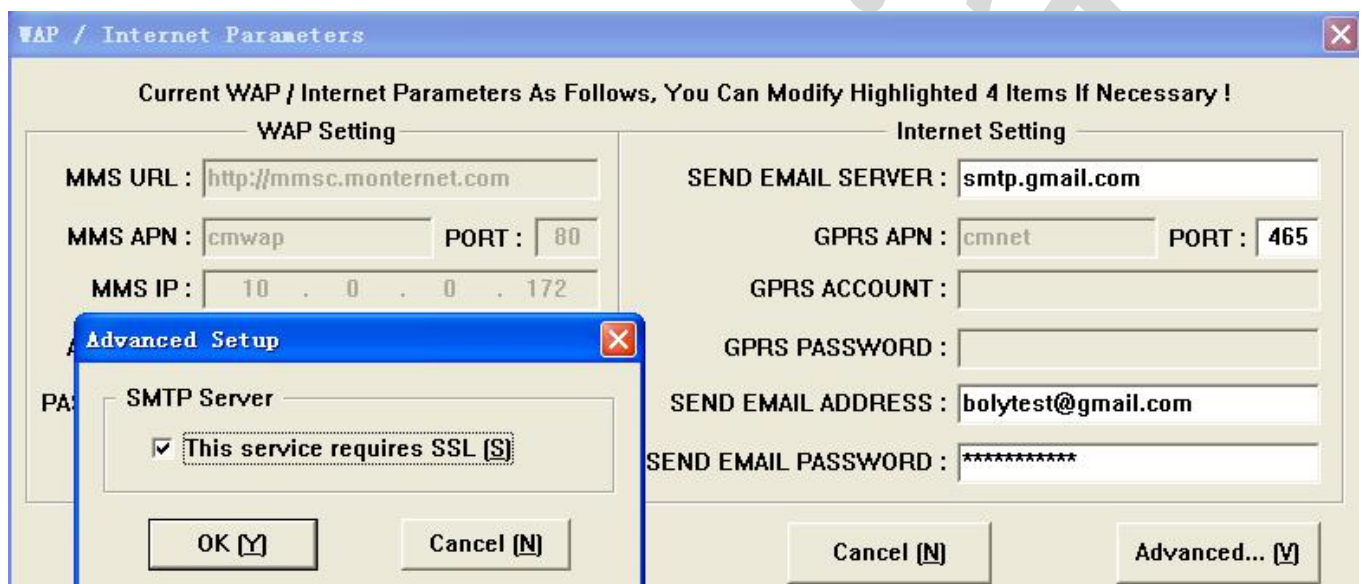 WAP / Internet Parameters
Current WAP / Internet Parameters As Follows, You Can Modify Highlighted 4 Items If Necessary !
WAP Setting
MMS URL : http://mmsc.monternet.com
MMS APN : cmwap PORT : 80
MMS IP : 10 . 0 . 0 . 172
PA
Internet Setting
SEND EMAIL SERVER : smtp.gmail.com
GPRS APN : cmnet PORT : 465
GPRS ACCOUNT :
GPRS PASSWORD :
SEND EMAIL ADDRESS : bolytest@gmail.com
SEND EMAIL PASSWORD : ***********
Cancel (N) Advanced... (V)
Advanced Setup
SMTP Server
This service requires SSL (S)
OK (Y) Cancel (N)